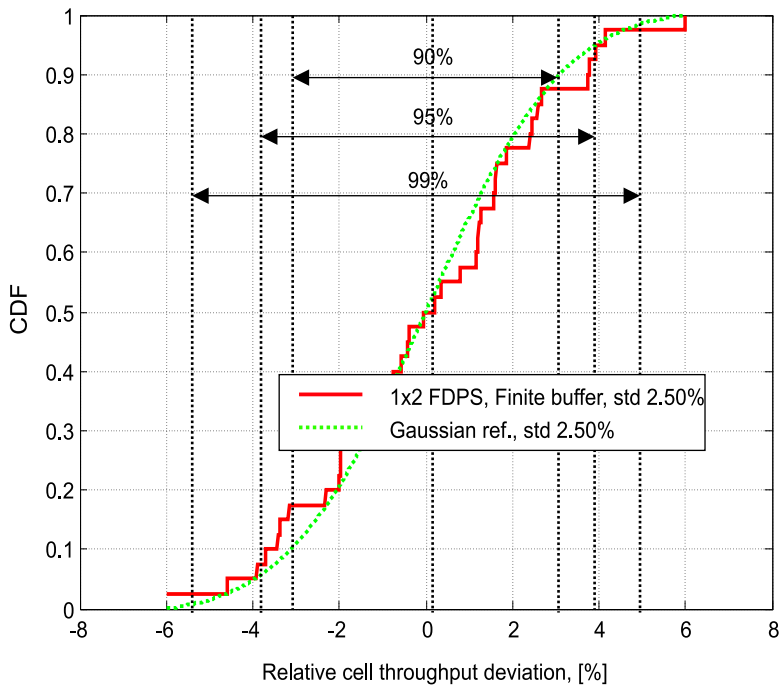 1
0.9
0.8
0.7
0.6
0.5
0.4
0.3
0.2
0.1
0
CDF
90%
95%
99%
1x2 FDPS, Finite buffer, std 2.50%
Gaussian ref., std 2.50%
-8 -6 -4 -2 0 2 4 6 8
Relative cell throughput deviation, [%]